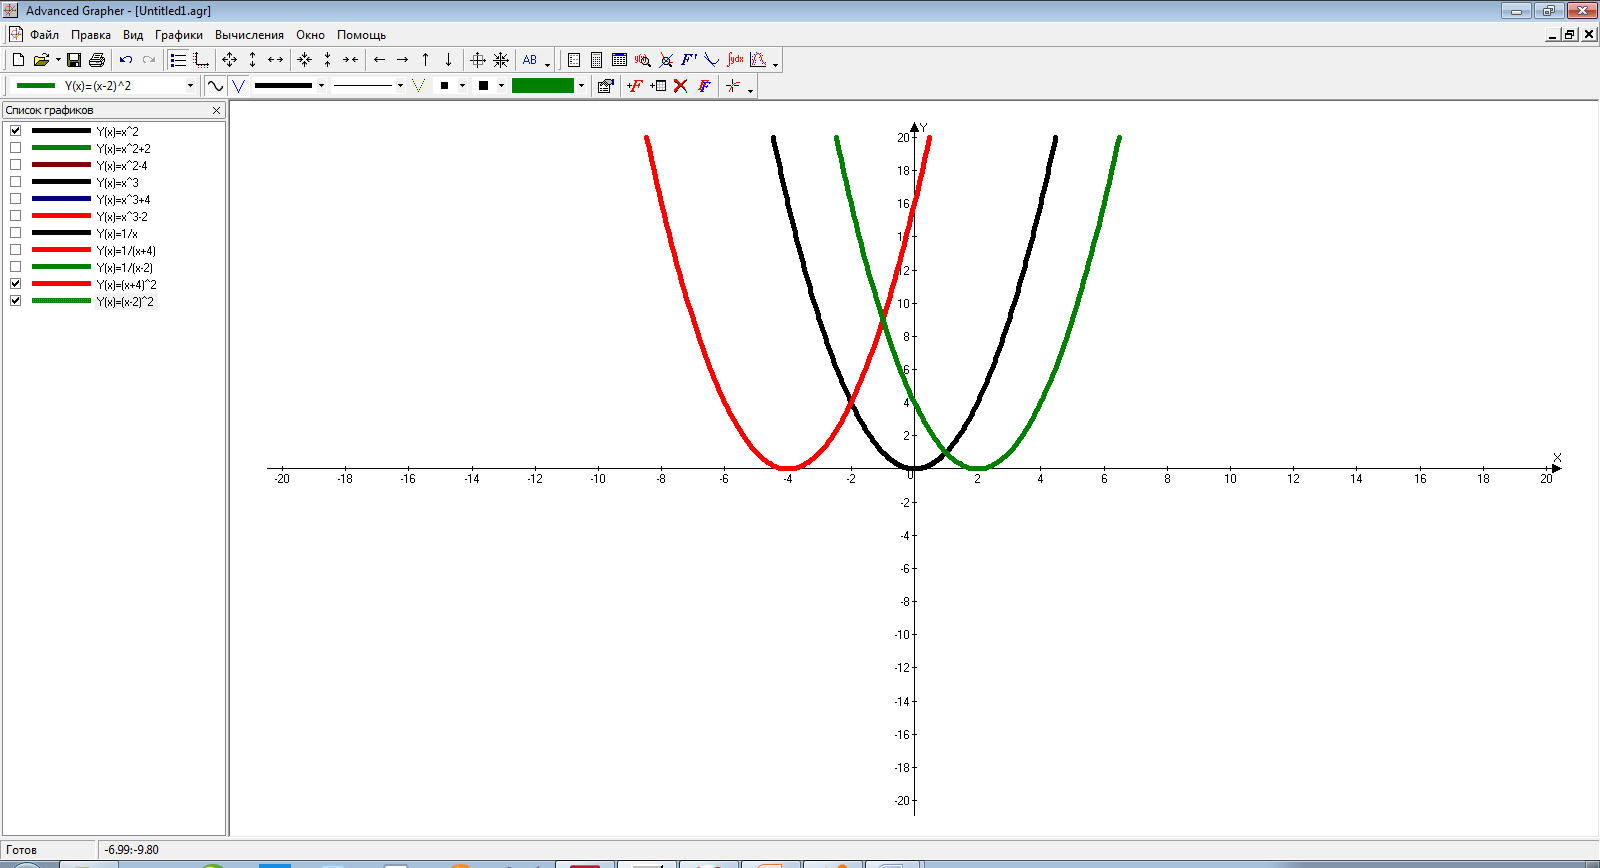 Advanced Grapher - [Untitled1.agr]
Файл Правка Вид Графики Вычисления Окно Помощь
AB y(x) F' ∫ydx
Y(x)=(x-2)^2 +F F
Список графиков
Y(x)=x^2
Y(x)=x^2+2
Y(x)=x^2-4
Y(x)=x^3
Y(x)=x^3+4
Y(x)=x^3-2
Y(x)=1/x
Y(x)=1/(x+4)
Y(x)=1/(x-2)
Y(x)=(x+4)^2
Y(x)=(x-2)^2
Y
20
18
16
14
12
10
8
6
4
2
X
-20 -18 -16 -14 -12 -10 -8 -6 -4 -2 0 2 4 6 8 10 12 14 16 18 20
-2
-4
-6
-8
-10
-12
-14
-16
-18
-20
Готов -6.99:-9.80